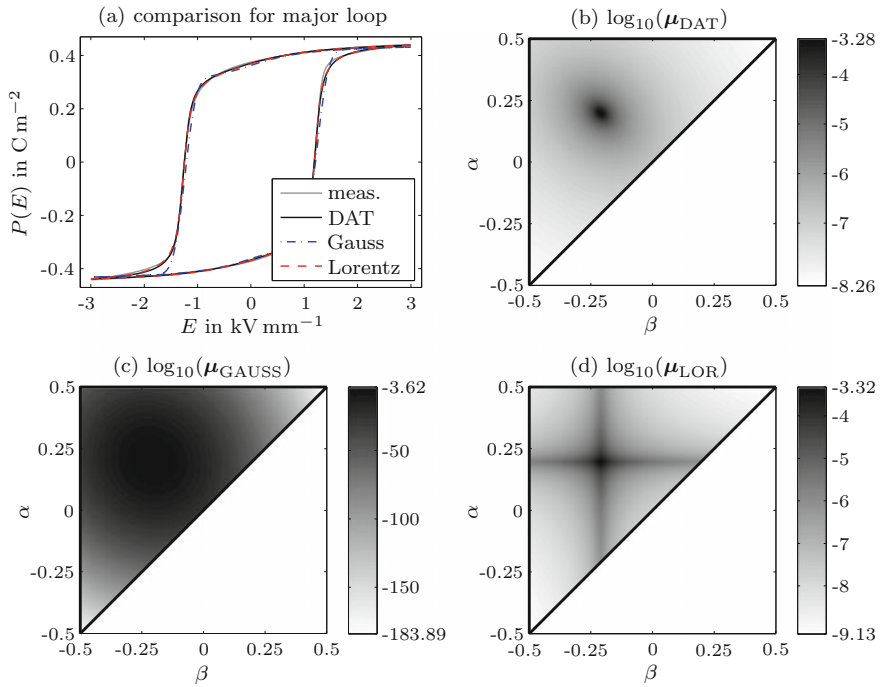 (a) comparison for major loop
P(E) in C m⁻²
0.4
0.2
0
-0.2
-0.4
-3 -2 -1 0 1 2 3
E in kV mm⁻¹
meas.
DAT
Gauss
Lorentz
(b) log₁₀(μ_DAT)
α
0.5
0.25
0
-0.25
-0.5
-0.5 -0.25 0 0.25 0.5
β
-3.28
-4
-5
-6
-7
-8.26
(c) log₁₀(μ_GAUSS)
α
0.5
0.25
0
-0.25
-0.5
-0.5 -0.25 0 0.25 0.5
β
-3.62
-50
-100
-150
-183.89
(d) log₁₀(μ_LOR)
α
0.5
0.25
0
-0.25
-0.5
-0.5 -0.25 0 0.25 0.5
β
-3.32
-4
-5
-6
-7
-8
-9.13